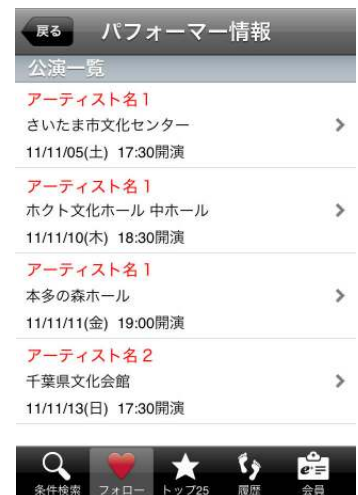 戻る
パフォーマー情報
公演一覧
アーティスト名1
さいたま市文化センター
11/11/05(土) 17:30開演
アーティスト名1
ホクト文化ホール 中ホール
11/11/10(木) 18:30開演
アーティスト名1
本多の森ホール
11/11/11(金) 19:00開演
アーティスト名2
千葉県文化会館
11/11/13(日) 17:30開演
条件検索 フォロー トップ25 履歴 会員